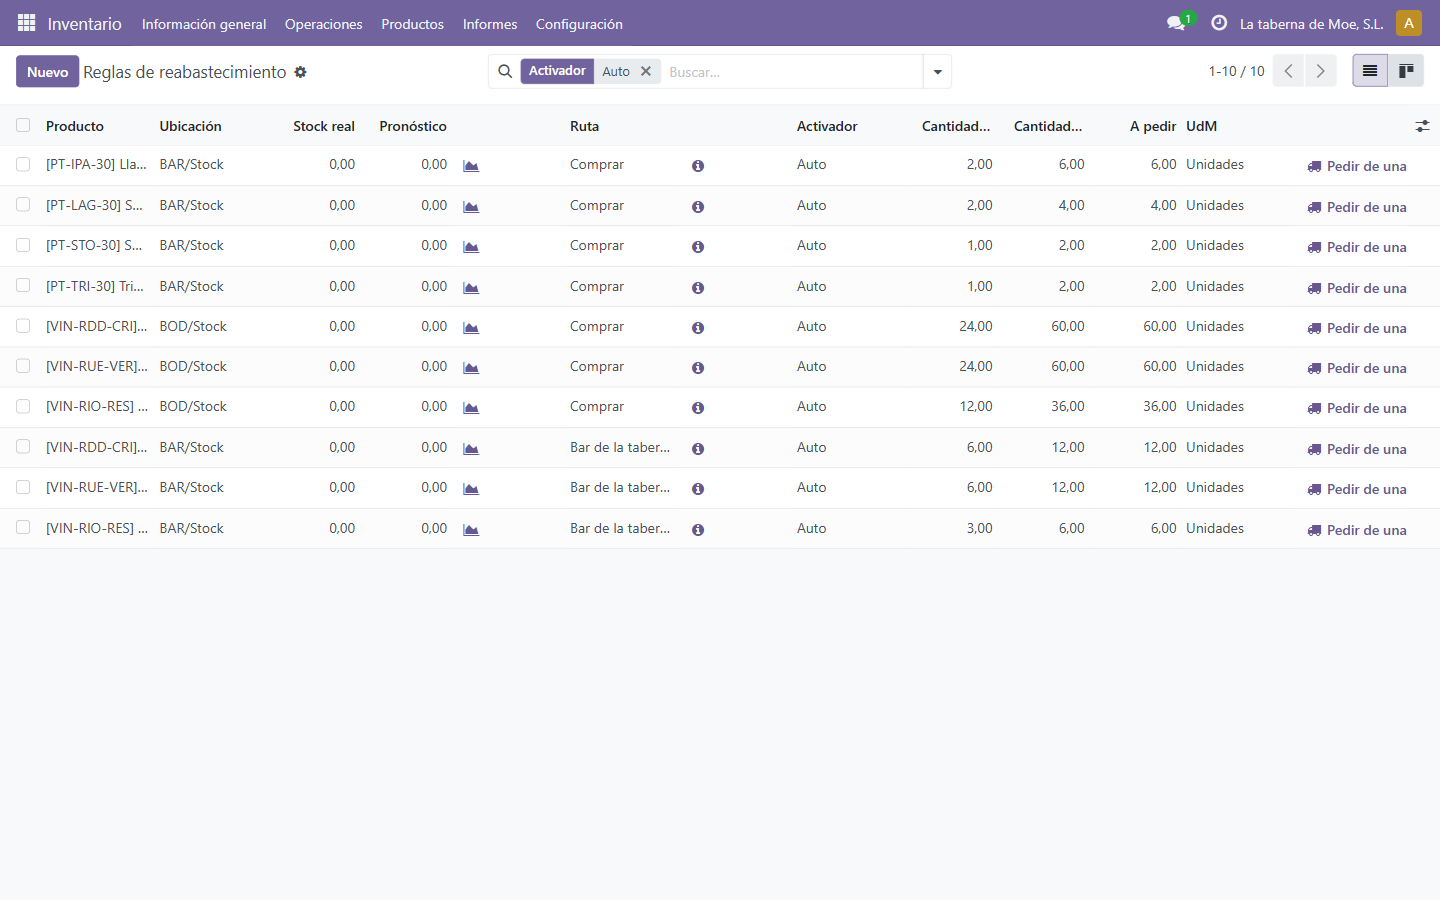 Inventario Información general Operaciones Productos Informes Configuración 1 La taberna de Moe, S.L. A
Nuevo Reglas de reabastecimiento Activador Auto Buscar... 1-10 / 10
Producto Ubicación Stock real Pronóstico Ruta Activador Cantidad... Cantidad... A pedir UdM
[PT-IPA-30] Lla... BAR/Stock 0,00 0,00 Comprar Auto 2,00 6,00 6,00 Unidades Pedir de una
[PT-LAG-30] S... BAR/Stock 0,00 0,00 Comprar Auto 2,00 4,00 4,00 Unidades Pedir de una
[PT-STO-30] S... BAR/Stock 0,00 0,00 Comprar Auto 1,00 2,00 2,00 Unidades Pedir de una
[PT-TRI-30] Tri... BAR/Stock 0,00 0,00 Comprar Auto 1,00 2,00 2,00 Unidades Pedir de una
[VIN-RDD-CRI]... BOD/Stock 0,00 0,00 Comprar Auto 24,00 60,00 60,00 Unidades Pedir de una
[VIN-RUE-VER]... BOD/Stock 0,00 0,00 Comprar Auto 24,00 60,00 60,00 Unidades Pedir de una
[VIN-RIO-RES] ... BOD/Stock 0,00 0,00 Comprar Auto 12,00 36,00 36,00 Unidades Pedir de una
[VIN-RDD-CRI]... BAR/Stock 0,00 0,00 Bar de la taber... Auto 6,00 12,00 12,00 Unidades Pedir de una
[VIN-RUE-VER]... BAR/Stock 0,00 0,00 Bar de la taber... Auto 6,00 12,00 12,00 Unidades Pedir de una
[VIN-RIO-RES] ... BAR/Stock 0,00 0,00 Bar de la taber... Auto 3,00 6,00 6,00 Unidades Pedir de una